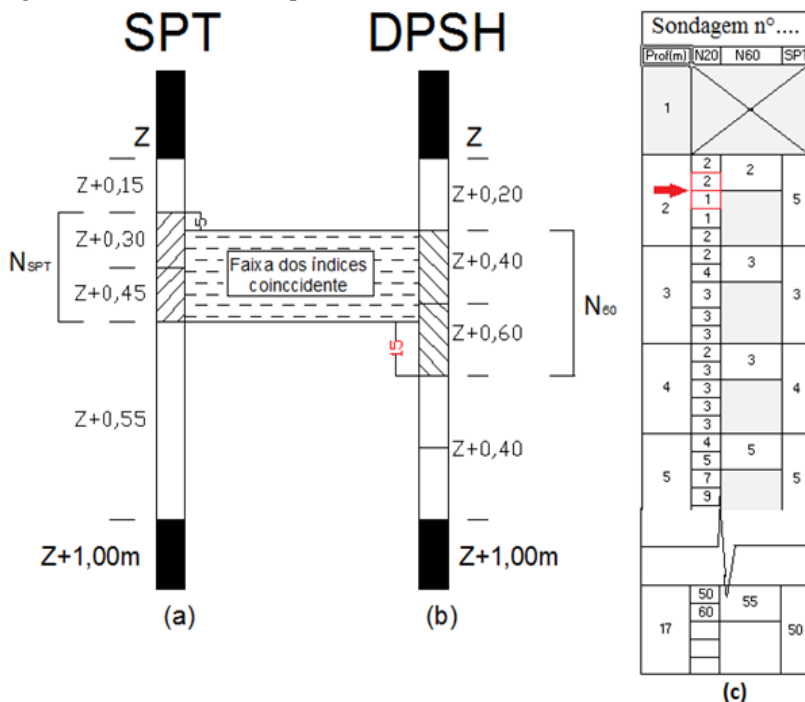 SPT
DPSH
Z
Z
Z+0,15
Z+0,20
5
Z+0,30
Z+0,40
N SPT
Faixa dos índices
coinccidente
N60
Z+0,45
Z+0,60
15
Z+0,55
Z+0,40
Z+1,00m
Z+1,00m
(a)
(b)
Sondagem n°....
Prof(m) N20 N60 SPT
1
2
2
2
1
1
2
2
5
3
2
4
3
3
3
3
3
4
2
3
3
3
3
3
4
5
4
5
7
9
5
5
17
50
60
55
50
(c)